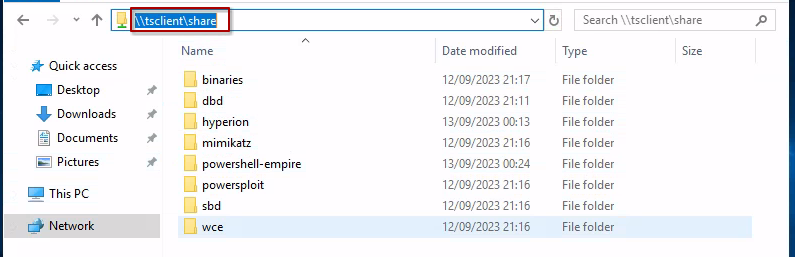 \\tsclient\share
Search \\tsclient\share
Name Date modified Type Size
Quick access
Desktop
Downloads
Documents
Pictures
This PC
Network
binaries 12/09/2023 21:17 File folder
dbd 12/09/2023 21:11 File folder
hyperion 13/09/2023 00:13 File folder
mimikatz 12/09/2023 21:16 File folder
powershell-empire 13/09/2023 00:24 File folder
powersploit 12/09/2023 21:16 File folder
sbd 12/09/2023 21:16 File folder
wce 12/09/2023 21:16 File folder